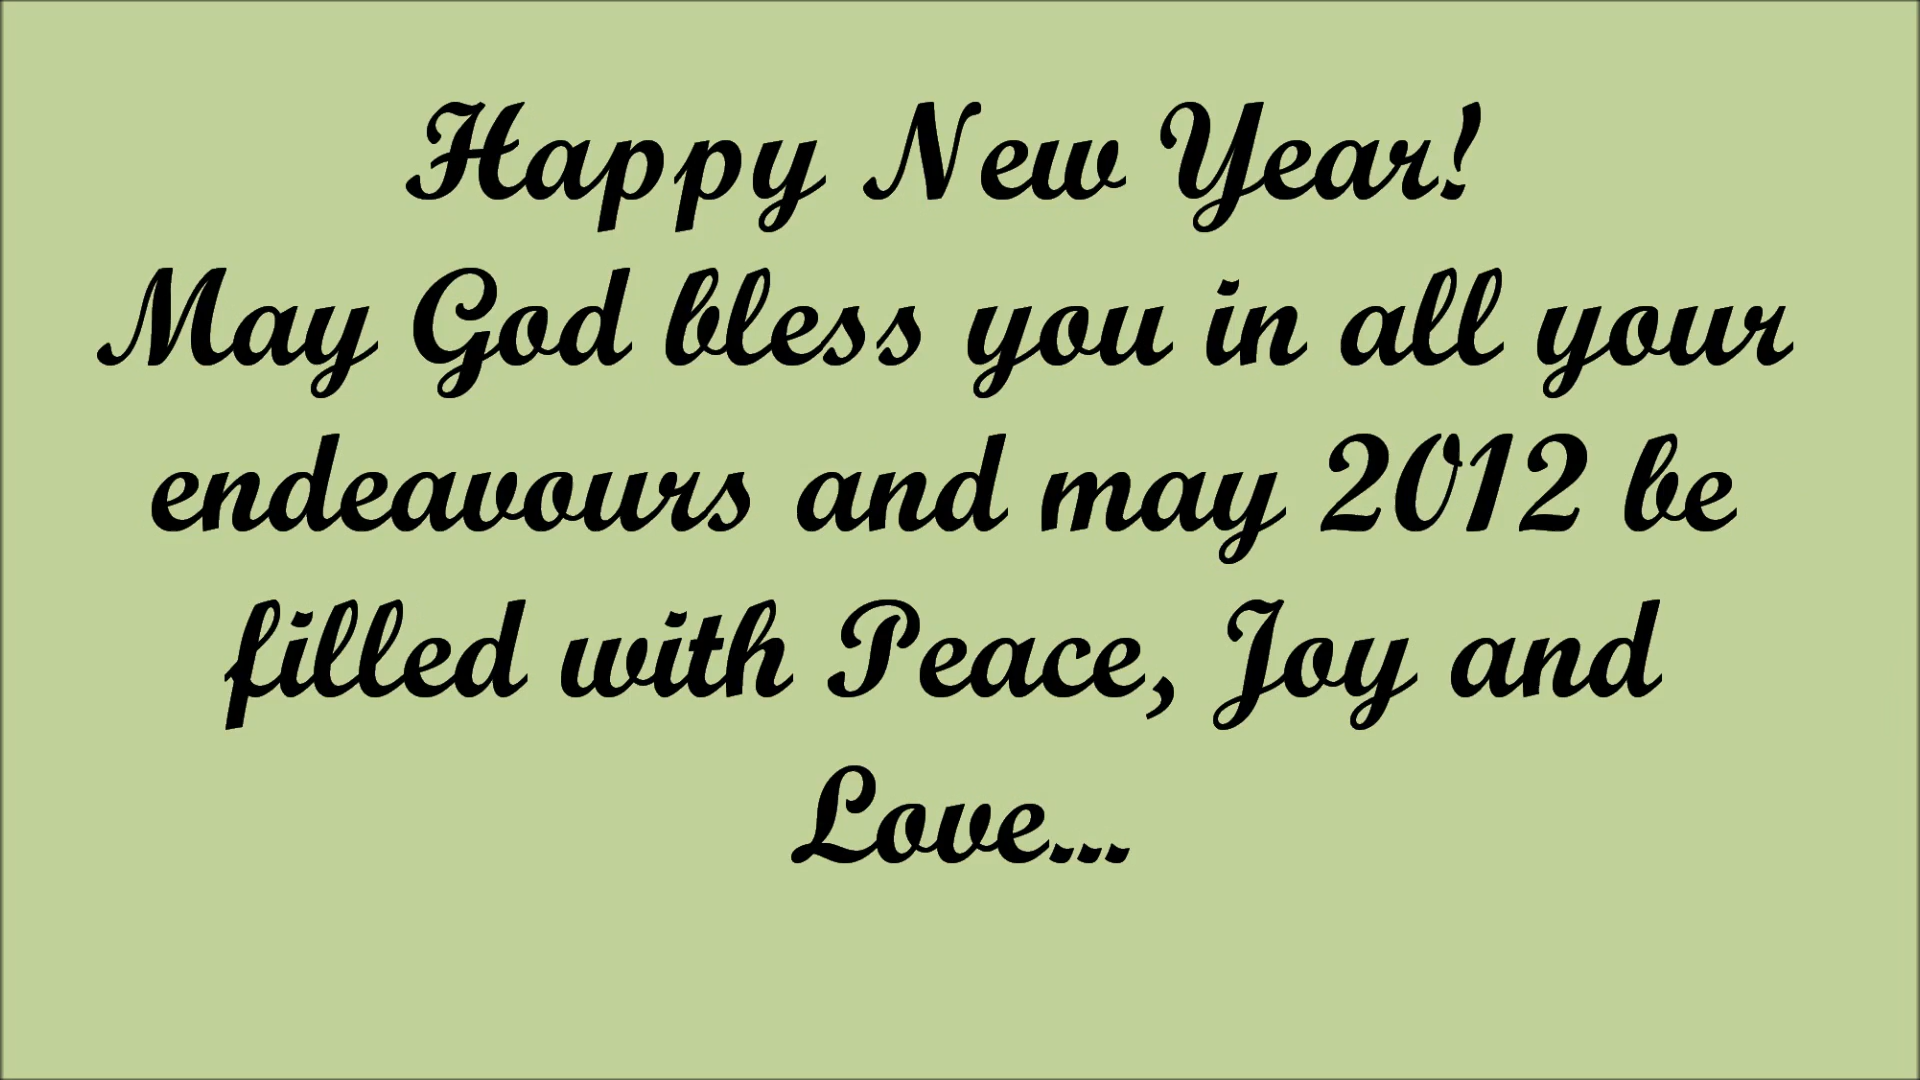 Happy New Year!
May God bless you in all your
endeavours and may 2012 be
filled with Peace, Joy and
Love...